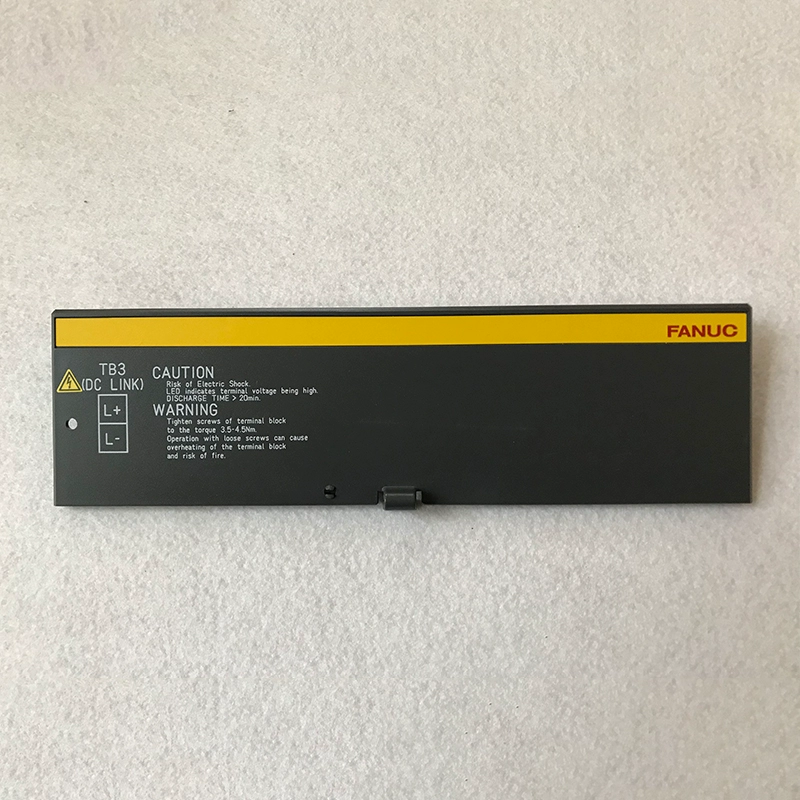 FANUC
TB3
(DC LINK)
L+
L-
CAUTION
Risk of Electric Shock.
LED indicates terminal voltage being high.
DISCHARGE TIME > 20min.
WARNING
Tighten screws of terminal block
to the torque 3.5-4.5Nm.
Operation with loose screws can cause
overheating of the terminal block
and risk of fire.